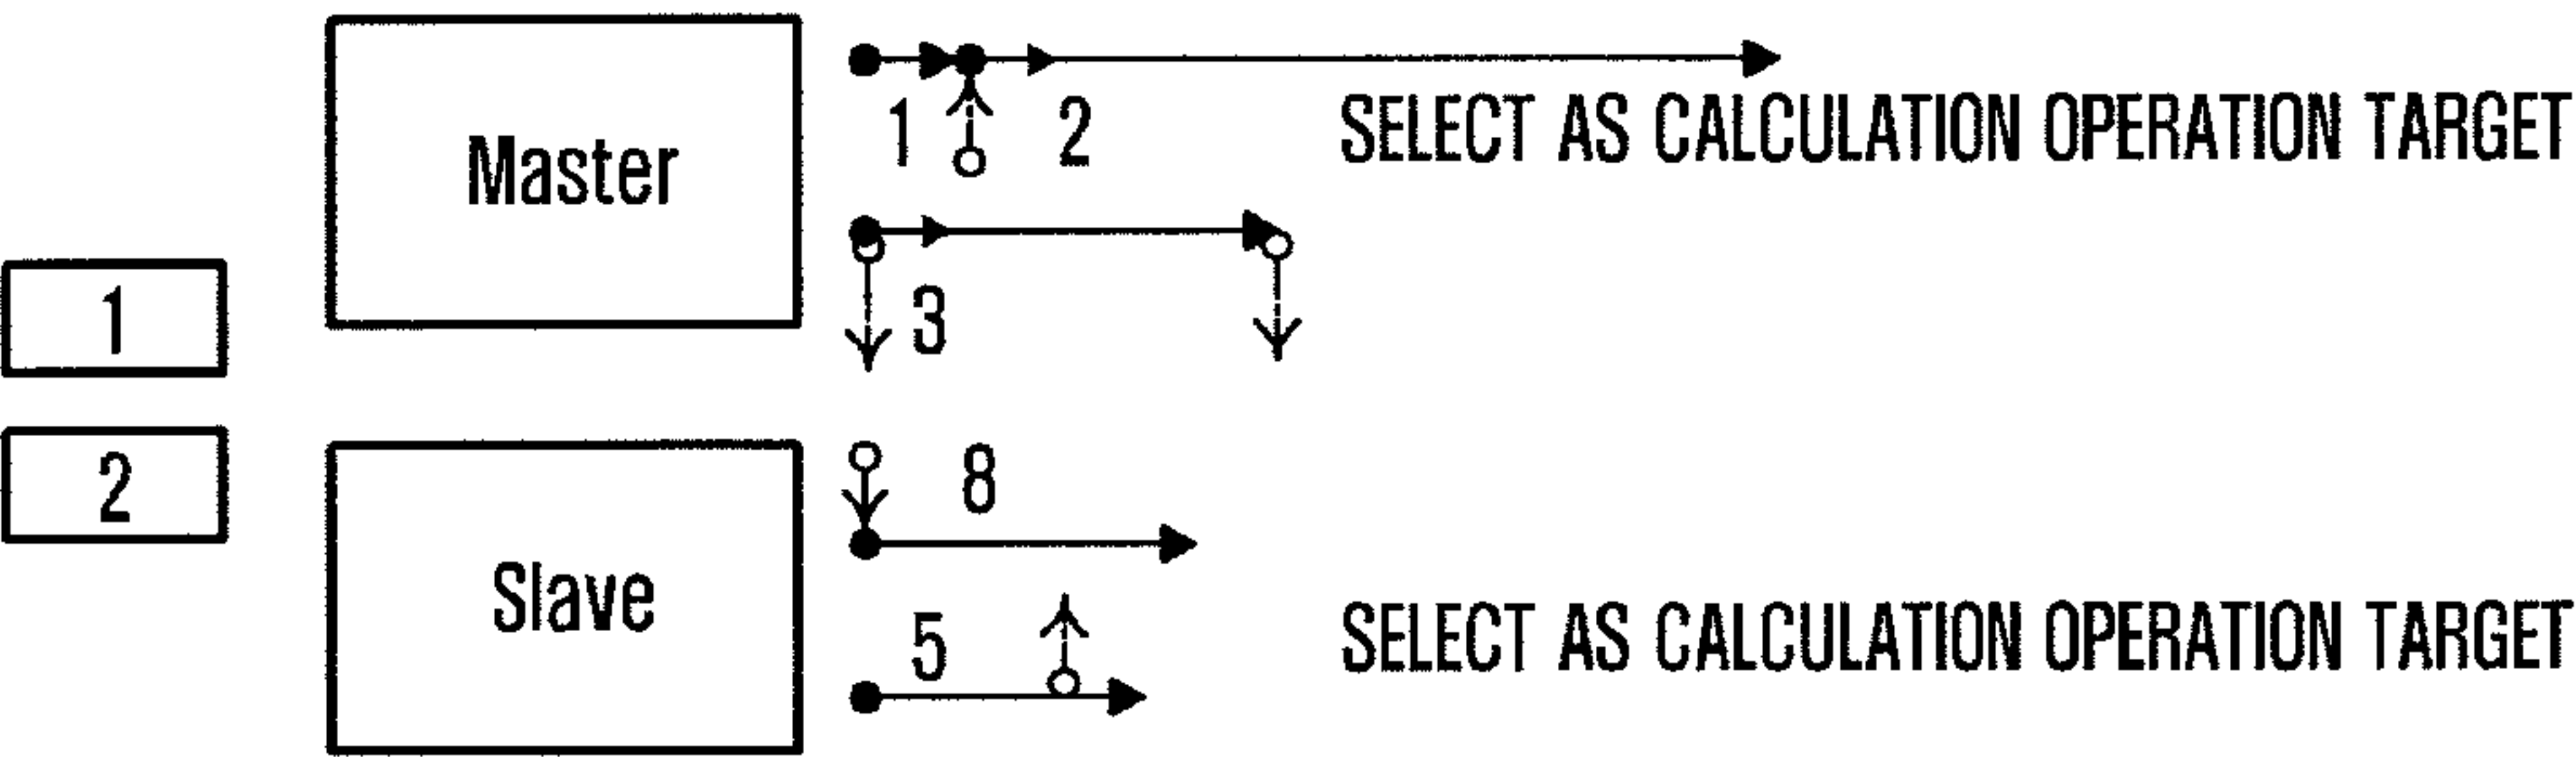 Master
1 2 SELECT AS CALCULATION OPERATION TARGET
3
1
2
Slave
8
5 SELECT AS CALCULATION OPERATION TARGET